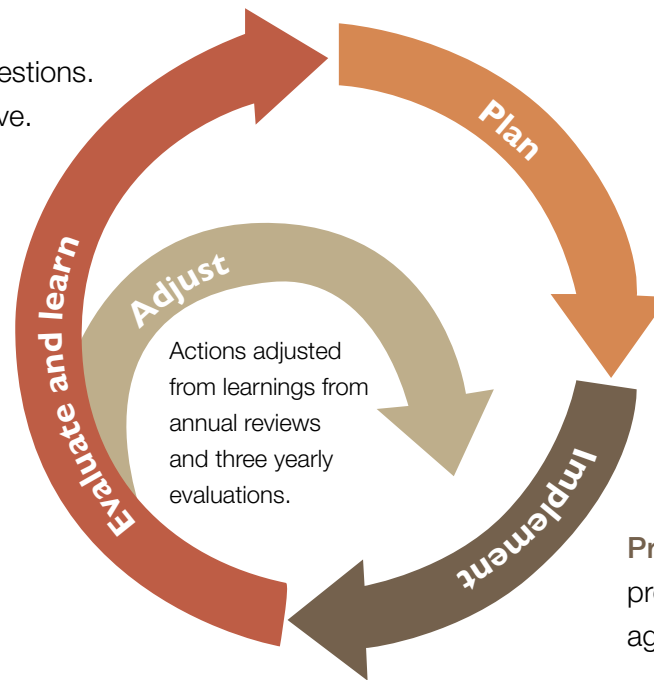 estions.
ve.
Plan
Adjust
Evaluate and learn
Actions adjusted
from learnings from
annual reviews
and three yearly
evaluations.
Implement
Pr
pr
ag